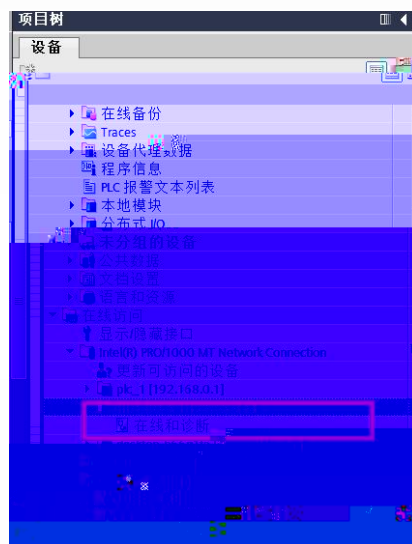 项目树
设备
在线备份
Traces
设备代理数据
程序信息
PLC 报警文本列表
本地模块
分布式 I/O
未分组的设备
公共数据
文档设置
语言和资源
在线访问
显示/隐藏接口
Intel(R) PRO/1000 MT Network Connection
更新可访问的设备
plc_1 [192.168.0.1]
在线和诊断